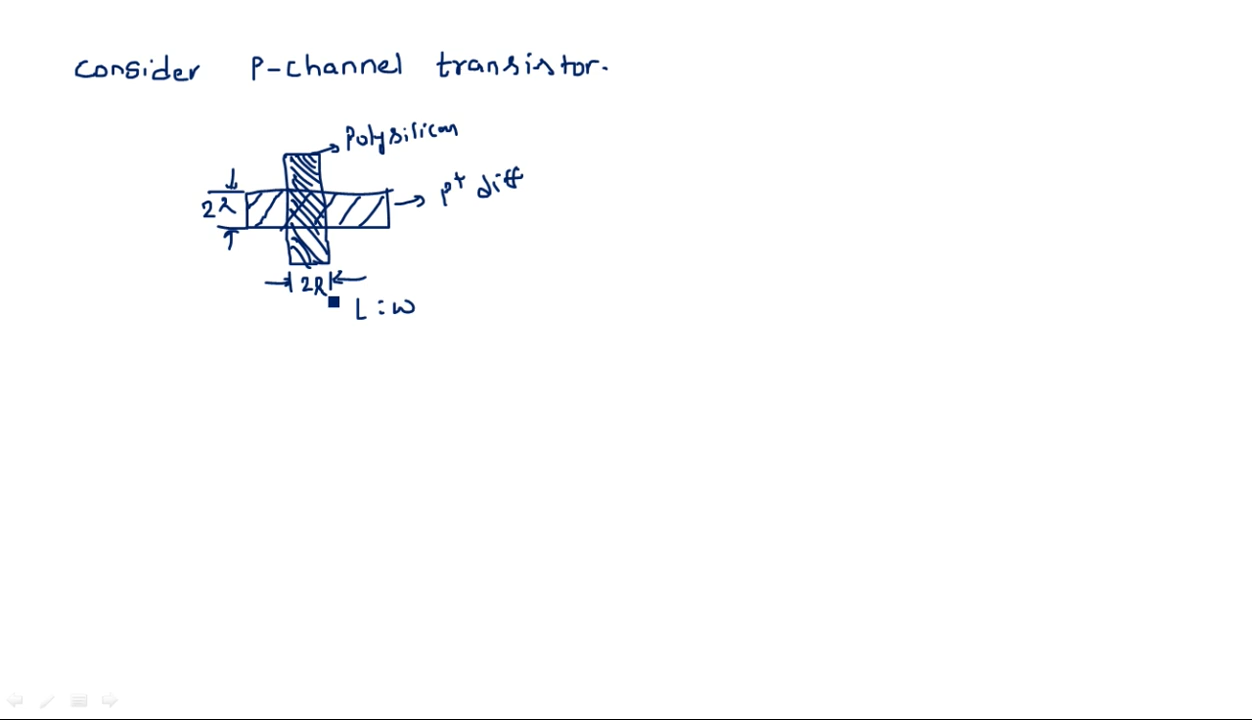 Consider P-channel transistor.
Polysilicon
P+ diff
2λ
2λ
L : W